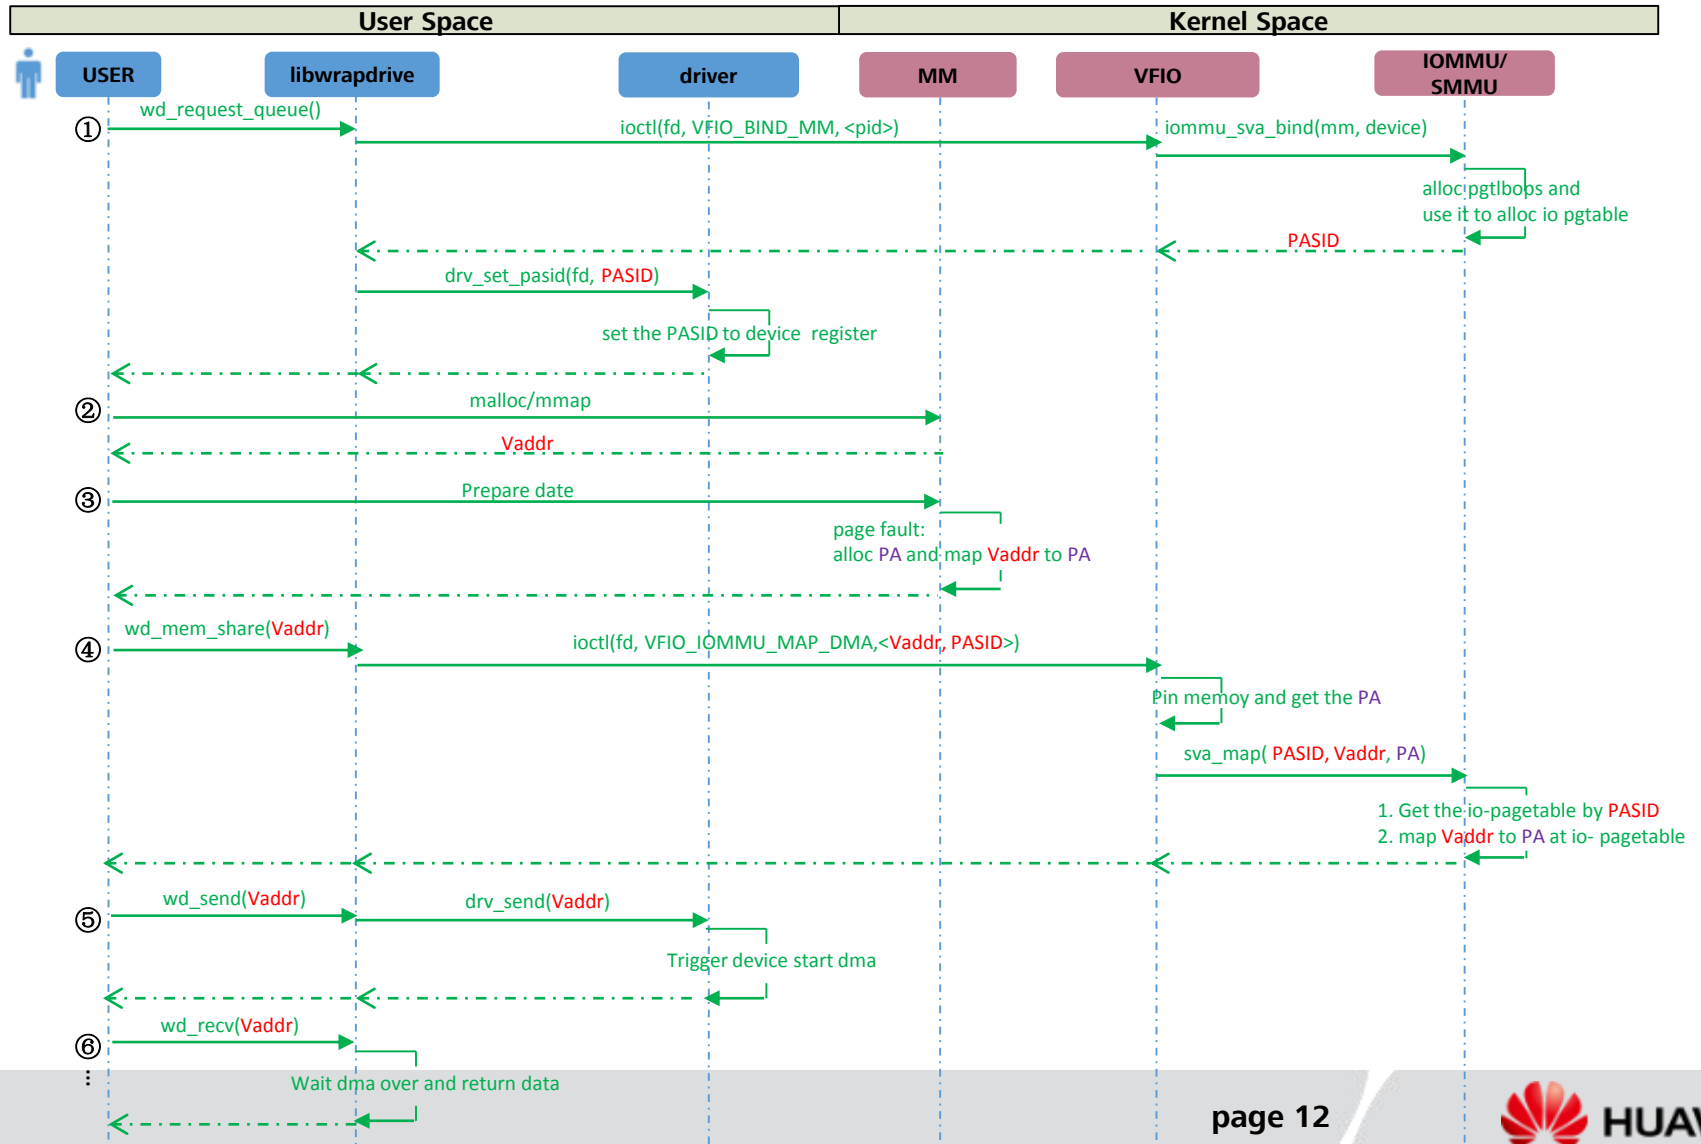 User Space
Kernel Space
USER
libwrapdrive
driver
MM
VFIO
IOMMU/
SMMU
①
wd_request_queue()
ioctl(fd, VFIO_BIND_MM, <pid>)
iommu_sva_bind(mm, device)
alloc pgtlbops and
use it to alloc io pgtable
PASID
drv_set_pasid(fd, PASID)
set the PASID to device register
②
malloc/mmap
Vaddr
③
Prepare date
page fault:
alloc PA and map Vaddr to PA
④
wd_mem_share(Vaddr)
ioctl(fd, VFIO_IOMMU_MAP_DMA,<Vaddr, PASID>)
Pin memoy and get the PA
sva_map( PASID, Vaddr, PA)
1. Get the io-pagetable by PASID
2. map Vaddr to PA at io- pagetable
⑤
wd_send(Vaddr)
drv_send(Vaddr)
Trigger device start dma
⑥
wd_recv(Vaddr)
...
Wait dma over and return data
page 12
HUAW